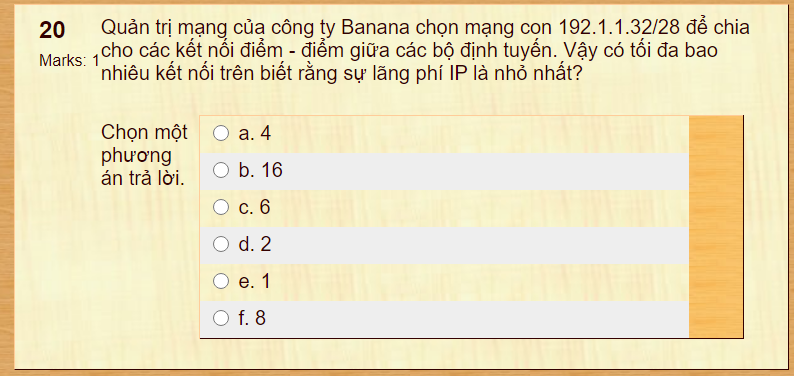 20
Marks: 1
Quản trị mạng của công ty Banana chọn mạng con 192.1.1.32/28 để chia
cho các kết nối điểm - điểm giữa các bộ định tuyến. Vậy có tối đa bao
nhiêu kết nối trên biết rằng sự lãng phí IP là nhỏ nhất?
Chọn một
phương
án trả lời.
a. 4
b. 16
c. 6
d. 2
e. 1
f. 8